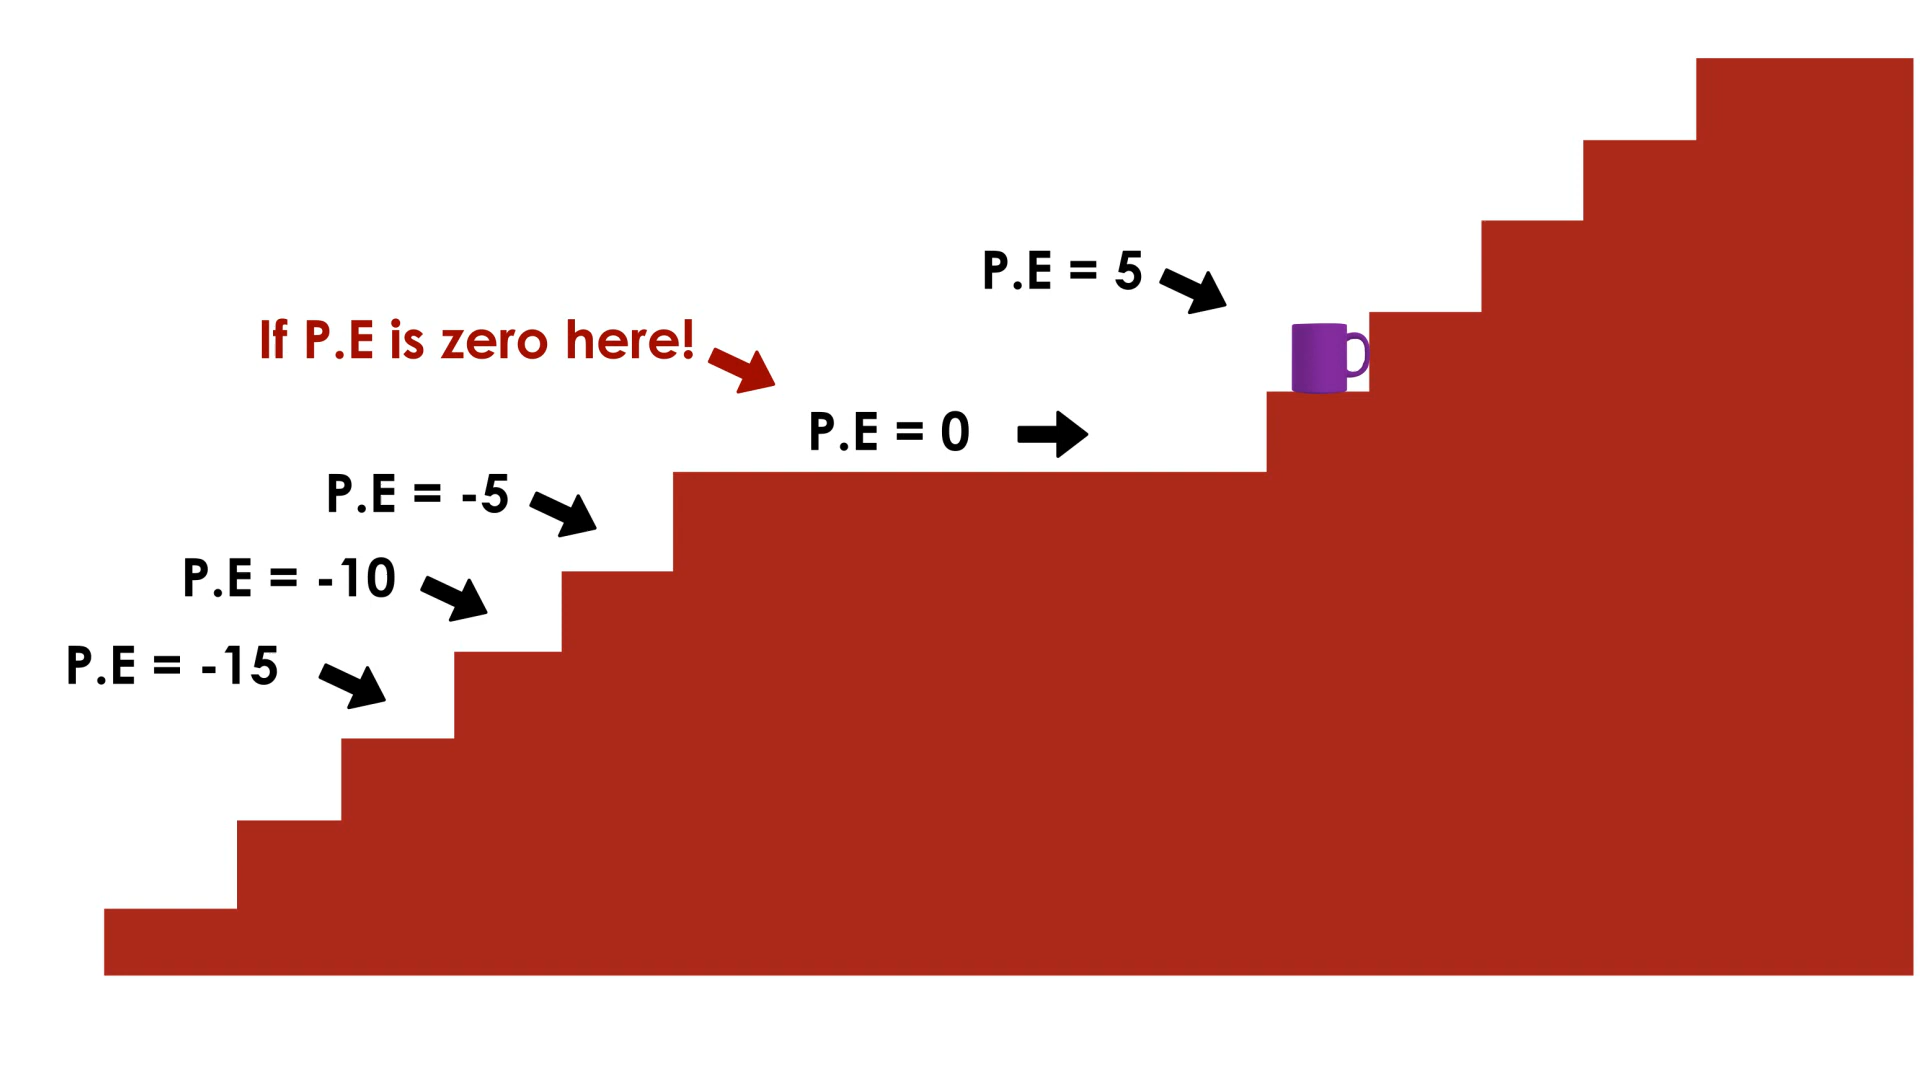 P.E = 5
If P.E is zero here!
P.E = 0
P.E = -5
P.E = -10
P.E = -15